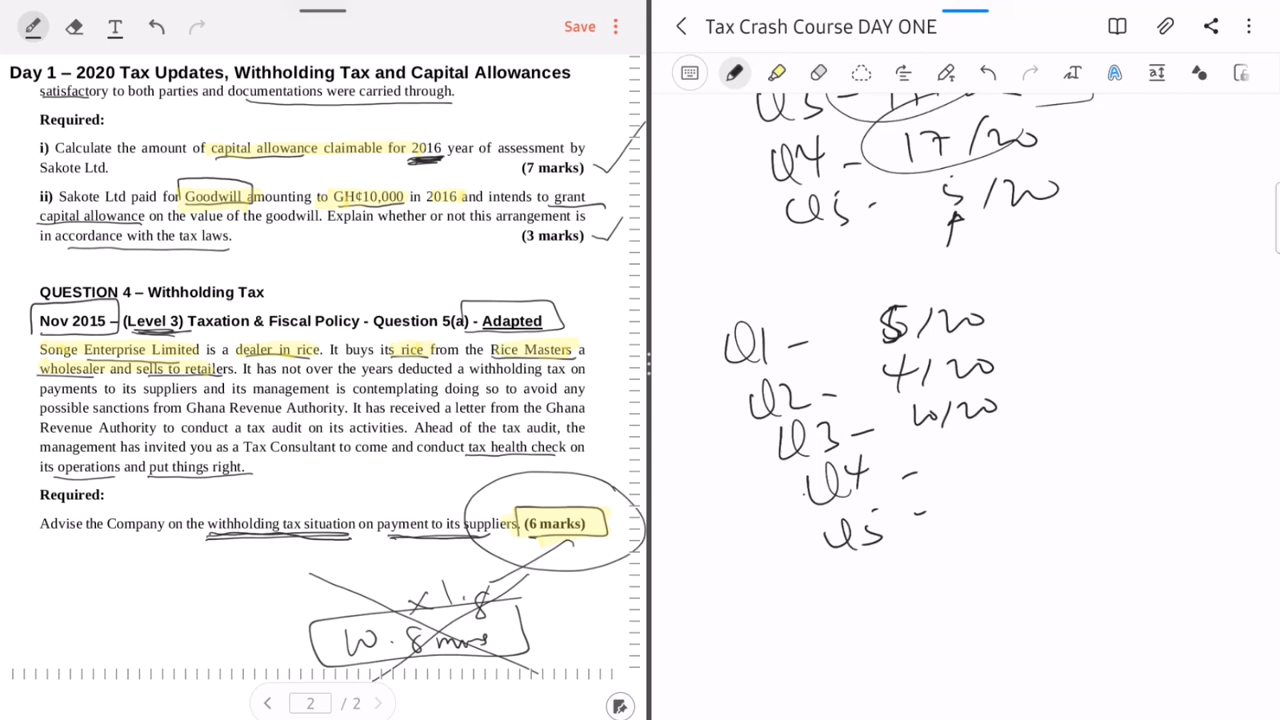 Save
Day 1 – 2020 Tax Updates, Withholding Tax and Capital Allowances
satisfactory to both parties and documentations were carried through.
Required:
i) Calculate the amount of capital allowance claimable for 2016 year of assessment by
Sakote Ltd. (7 marks)
ii) Sakote Ltd paid for Goodwill amounting to GH¢10,000 in 2016 and intends to grant
capital allowance on the value of the goodwill. Explain whether or not this arrangement is
in accordance with the tax laws. (3 marks)
QUESTION 4 – Withholding Tax
Nov 2015 – (Level 3) Taxation & Fiscal Policy - Question 5(a) - Adapted
Songe Enterprise Limited is a dealer in rice. It buys its rice from the Rice Masters a
wholesaler and sells to retailers. It has not over the years deducted a withholding tax on
payments to its suppliers and its management is contemplating doing so to avoid any
possible sanctions from Ghana Revenue Authority. It has received a letter from the Ghana
Revenue Authority to conduct a tax audit on its activities. Ahead of the tax audit, the
management has invited you as a Tax Consultant to come and conduct tax health check on
its operations and put things right.
Required:
Advise the Company on the withholding tax situation on payment to its suppliers. (6 marks)
x 1.8
10.8 mins
2 / 2
Tax Crash Course DAY ONE
Q4 - 17/20
Q5 - 5/20
Q1 - 5/20
Q2 - 4/20
Q3 - 10/20
Q4 -
Q5 -